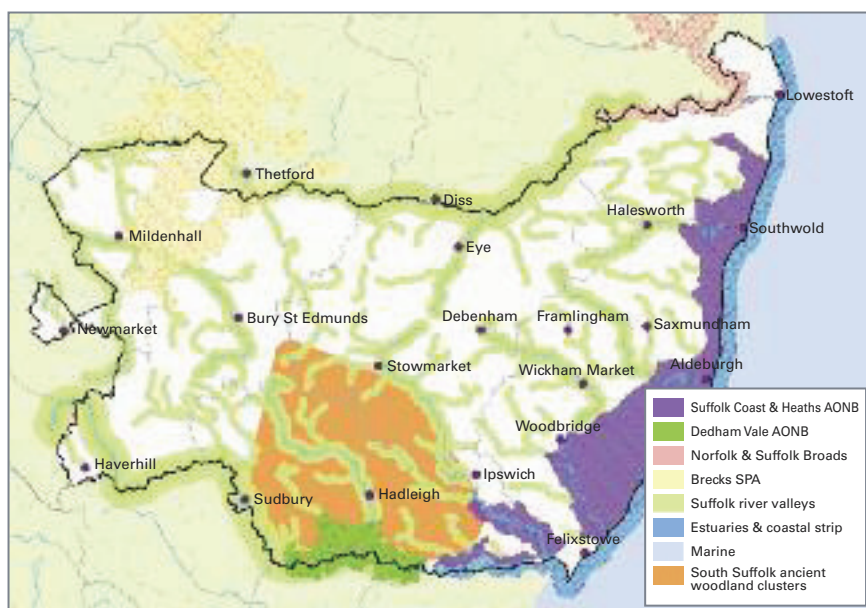 Lowestoft
Thetford
Diss
Halesworth
Mildenhall
Southwold
Eye
Bury St Edmunds
Debenham
Framlingham
Saxmundham
Newmarket
Stowmarket
Aldeburgh
Wickham Market
Woodbridge
Haverhill
Ipswich
Sudbury
Hadleigh
Felixstowe
Suffolk Coast & Heaths AONB
Dedham Vale AONB
Norfolk & Suffolk Broads
Brecks SPA
Suffolk river valleys
Estuaries & coastal strip
Marine
South Suffolk ancient
woodland clusters